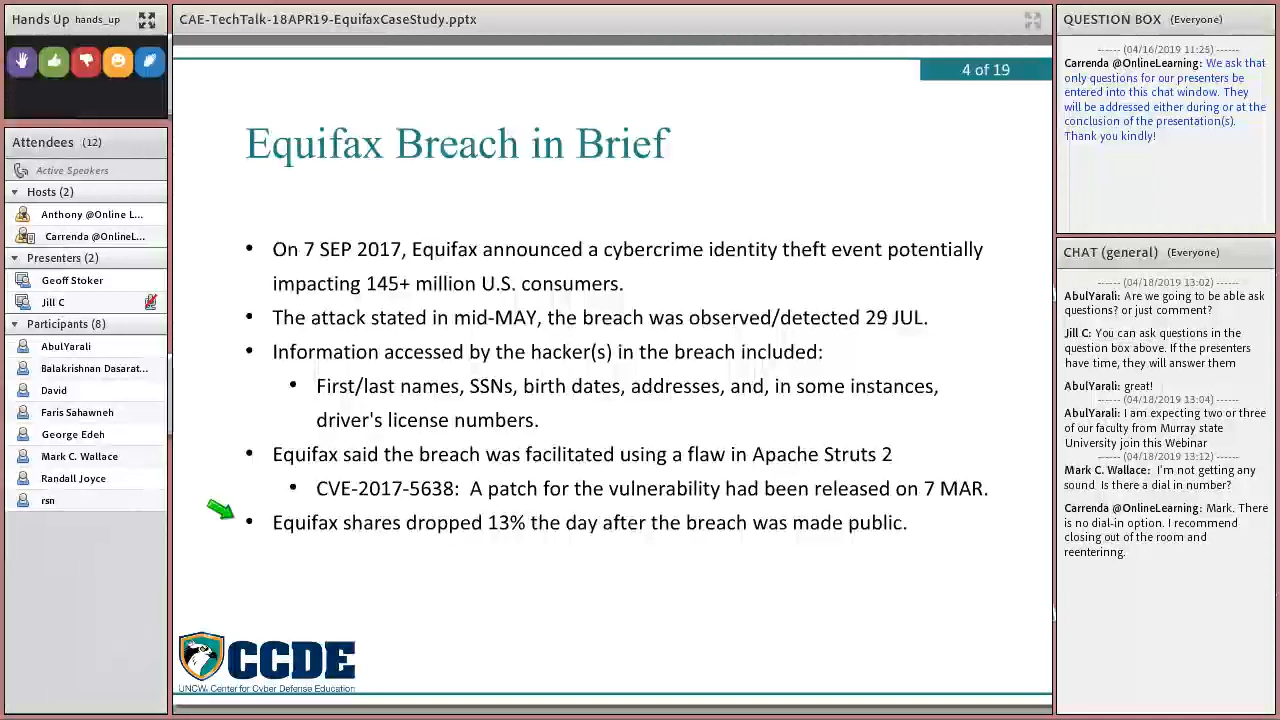 Hands Up hands_up
Attendees (12)
Active Speakers
Hosts (2)
Anthony @Online L...
Carrenda @OnlineL...
Presenters (2)
Geoff Stoker
Jill C
Participants (8)
AbulYarali
Balakrishnan Dasarat...
David
Faris Sahawneh
George Edeh
Mark C. Wallace
Randall Joyce
rsn
CAE-TechTalk-18APR19-EquifaxCaseStudy.pptx
4 of 19
Equifax Breach in Brief
• On 7 SEP 2017, Equifax announced a cybercrime identity theft event potentially
impacting 145+ million U.S. consumers.
• The attack stated in mid-MAY, the breach was observed/detected 29 JUL.
• Information accessed by the hacker(s) in the breach included:
• First/last names, SSNs, birth dates, addresses, and, in some instances,
driver's license numbers.
• Equifax said the breach was facilitated using a flaw in Apache Struts 2
• CVE-2017-5638: A patch for the vulnerability had been released on 7 MAR.
• Equifax shares dropped 13% the day after the breach was made public.
CCDE
UNCW® Center for Cyber Defense Education
QUESTION BOX (Everyone)
------ (04/16/2019 11:25) ------
Carrenda @OnlineLearning: We ask that
only questions for our presenters be
entered into this chat window. They
will be addressed either during or at the
conclusion of the presentation(s).
Thank you kindly!
CHAT (general) (Everyone)
------ (04/18/2019 13:02) ------
AbulYarali: Are we going to be able ask
questions? or just comment?
Jill C: You can ask questions in the
question box above. If the presenters
have time, they will answer them
AbulYarali: great!
------ (04/18/2019 13:04) ------
AbulYarali: I am expecting two or three
of our faculty from Murray state
University join this Webinar
------ (04/18/2019 13:12) ------
Mark C. Wallace: I'm not getting any
sound. Is there a dial in number?
Carrenda @OnlineLearning: Mark. There
is no dial-in option. I recommend
closing out of the room and
reenterinng.